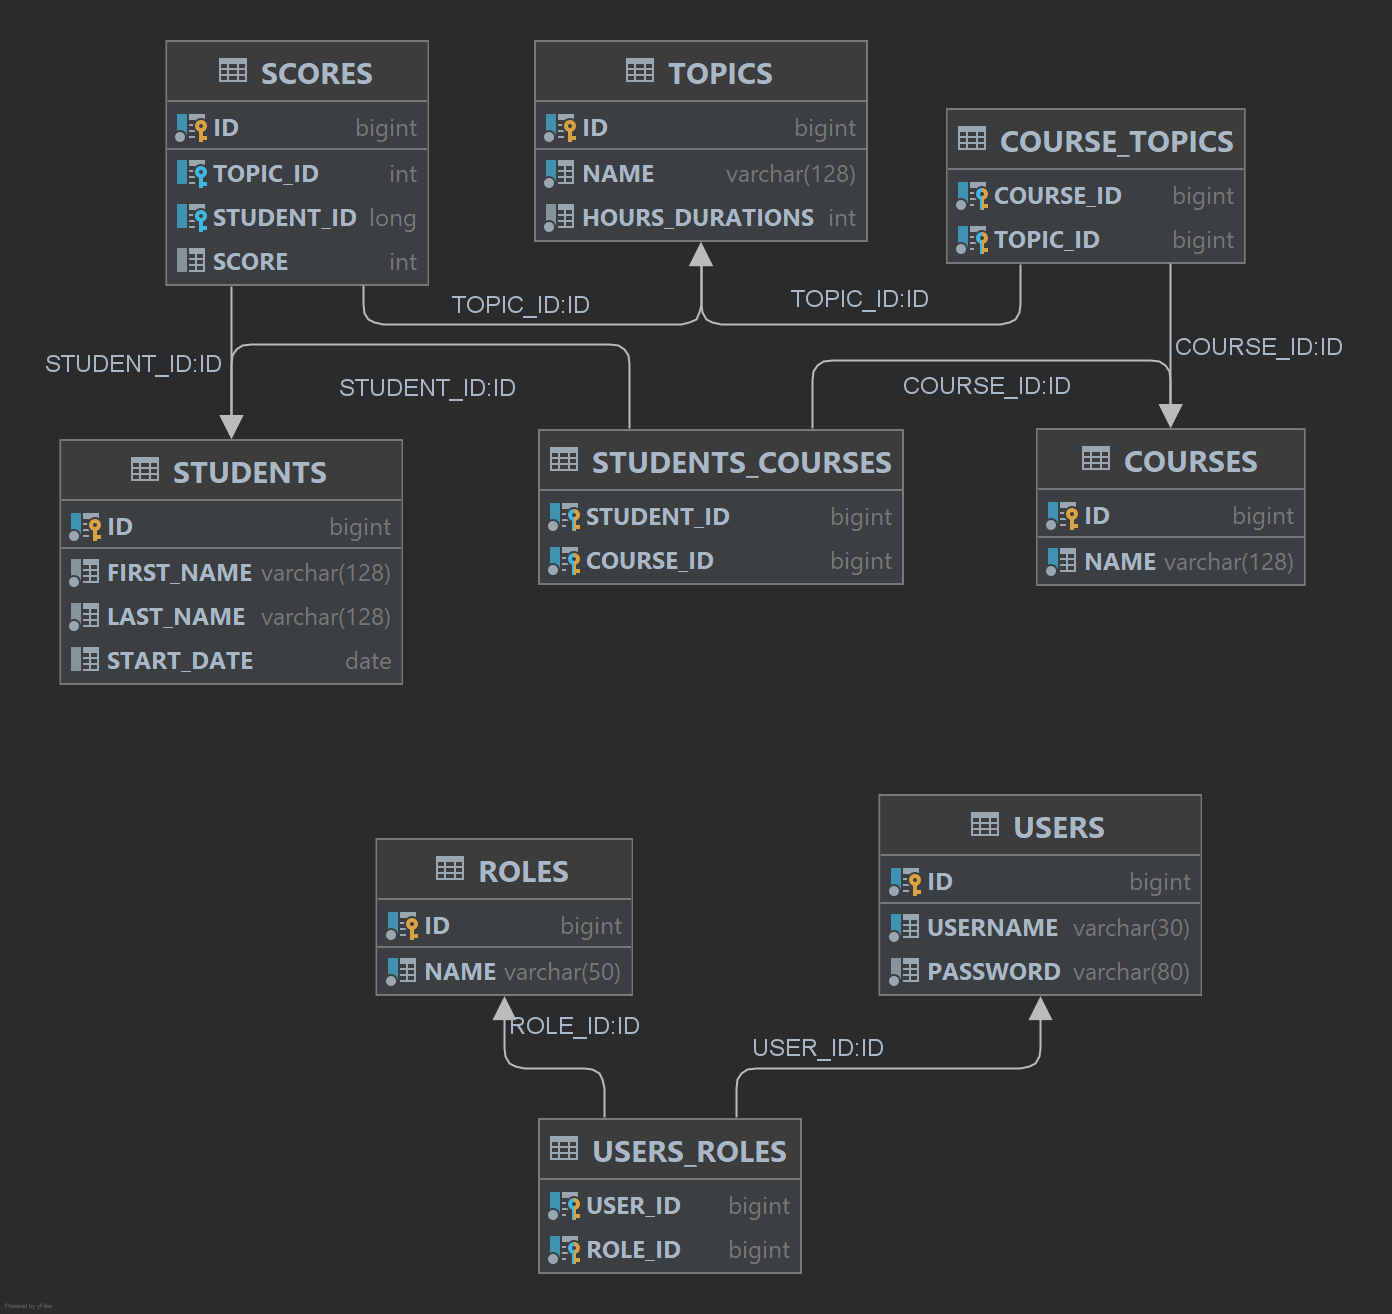 SCORES
ID bigint
TOPIC_ID int
STUDENT_ID long
SCORE int
TOPICS
ID bigint
NAME varchar(128)
HOURS_DURATIONS int
COURSE_TOPICS
COURSE_ID bigint
TOPIC_ID bigint
TOPIC_ID:ID
TOPIC_ID:ID
STUDENT_ID:ID
STUDENT_ID:ID
COURSE_ID:ID
COURSE_ID:ID
STUDENTS
ID bigint
FIRST_NAME varchar(128)
LAST_NAME varchar(128)
START_DATE date
STUDENTS_COURSES
STUDENT_ID bigint
COURSE_ID bigint
COURSES
ID bigint
NAME varchar(128)
ROLES
ID bigint
NAME varchar(50)
USERS
ID bigint
USERNAME varchar(30)
PASSWORD varchar(80)
ROLE_ID:ID
USER_ID:ID
USERS_ROLES
USER_ID bigint
ROLE_ID bigint
Powered by yFiles